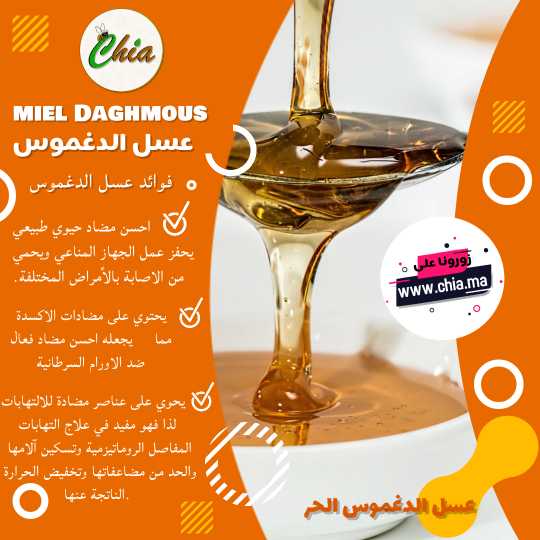 Chia
MIEL DAGHMOUS
عسل الدغموس
فوائد عسل الدغموس
احسن مضاد حيوي طبيعي
يحفز عمل الجهاز المناعي ويحمي
من الاصابة بالأمراض المختلفة.
يحتوي على مضادات الاكسدة
مما يجعله احسن مضاد فعال
ضد الاورام السرطانية
يحوي على عناصر مضادة للالتهابات
لذا فهو مفيد في علاج التهابات
المفاصل الروماتيزمية وتسكين آلامها
والحد من مضاعفاتها وتخفيض الحرارة
الناتجة عنها.
زورونا على
www.chia.ma
عسل الدغموس الحر